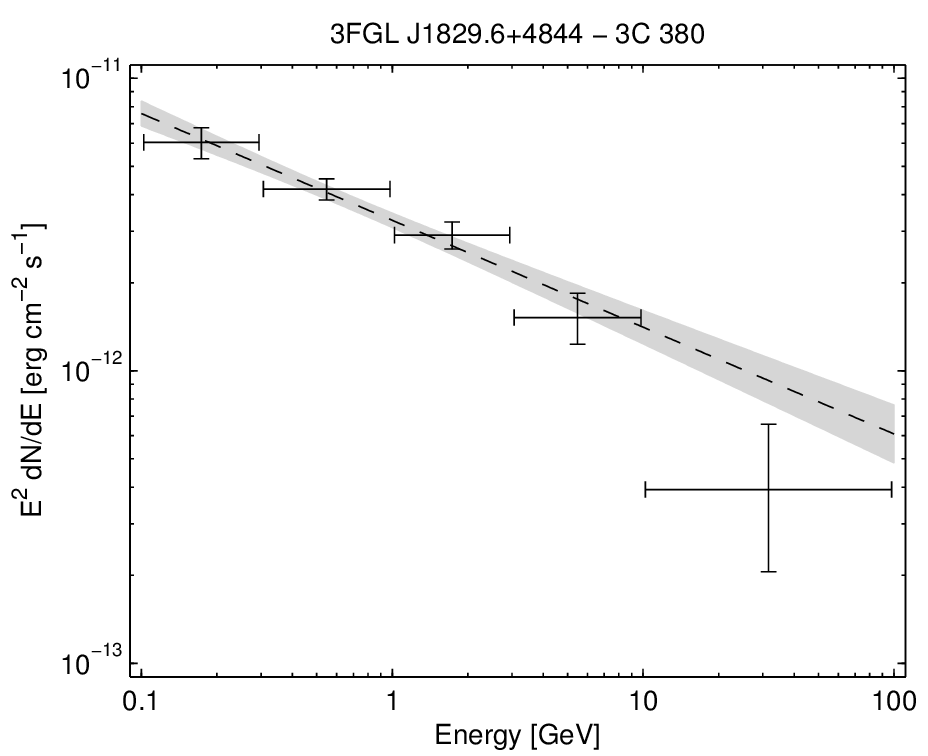 3FGL J1829.6+4844 − 3C 380
10⁻¹¹
10⁻¹²
10⁻¹³
E² dN/dE [erg cm⁻² s⁻¹]
0.1 1 10 100
Energy [GeV]